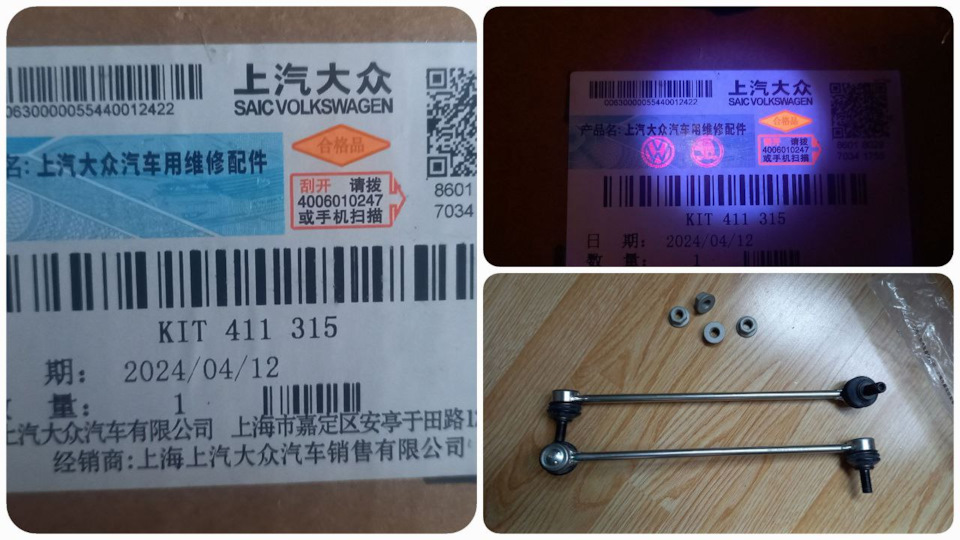 上汽大众
SAIC VOLKSWAGEN
0630000005544001 2422
合格品
名: 上汽大众汽车用维修配件
刮开 请拨
4006010247
或手机扫描
8601
7034
KIT 411 315
期: 2024/04/12
量: 1
上汽大众汽车有限公司 上海市嘉定区安亭于田路
经销商:上海上汽大众汽车销售有限公司
上汽大众
SAIC VOLKSWAGEN
006300000055440012422
合格品
产品名: 上汽大众汽车用维修配件
4006010247
或手机扫描
8601
7034
KIT 411 315
日 期: 2024/04/12
数 量: 1